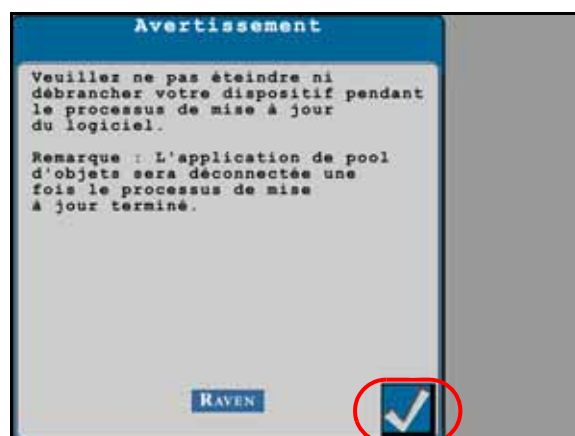 Avertissement
Veuillez ne pas éteindre ni
débrancher votre dispositif pendant
le processus de mise à jour
du logiciel.
Remarque : L'application de pool
d'objets sera déconnectée une
fois le processus de mise
à jour terminé.
RAVEN